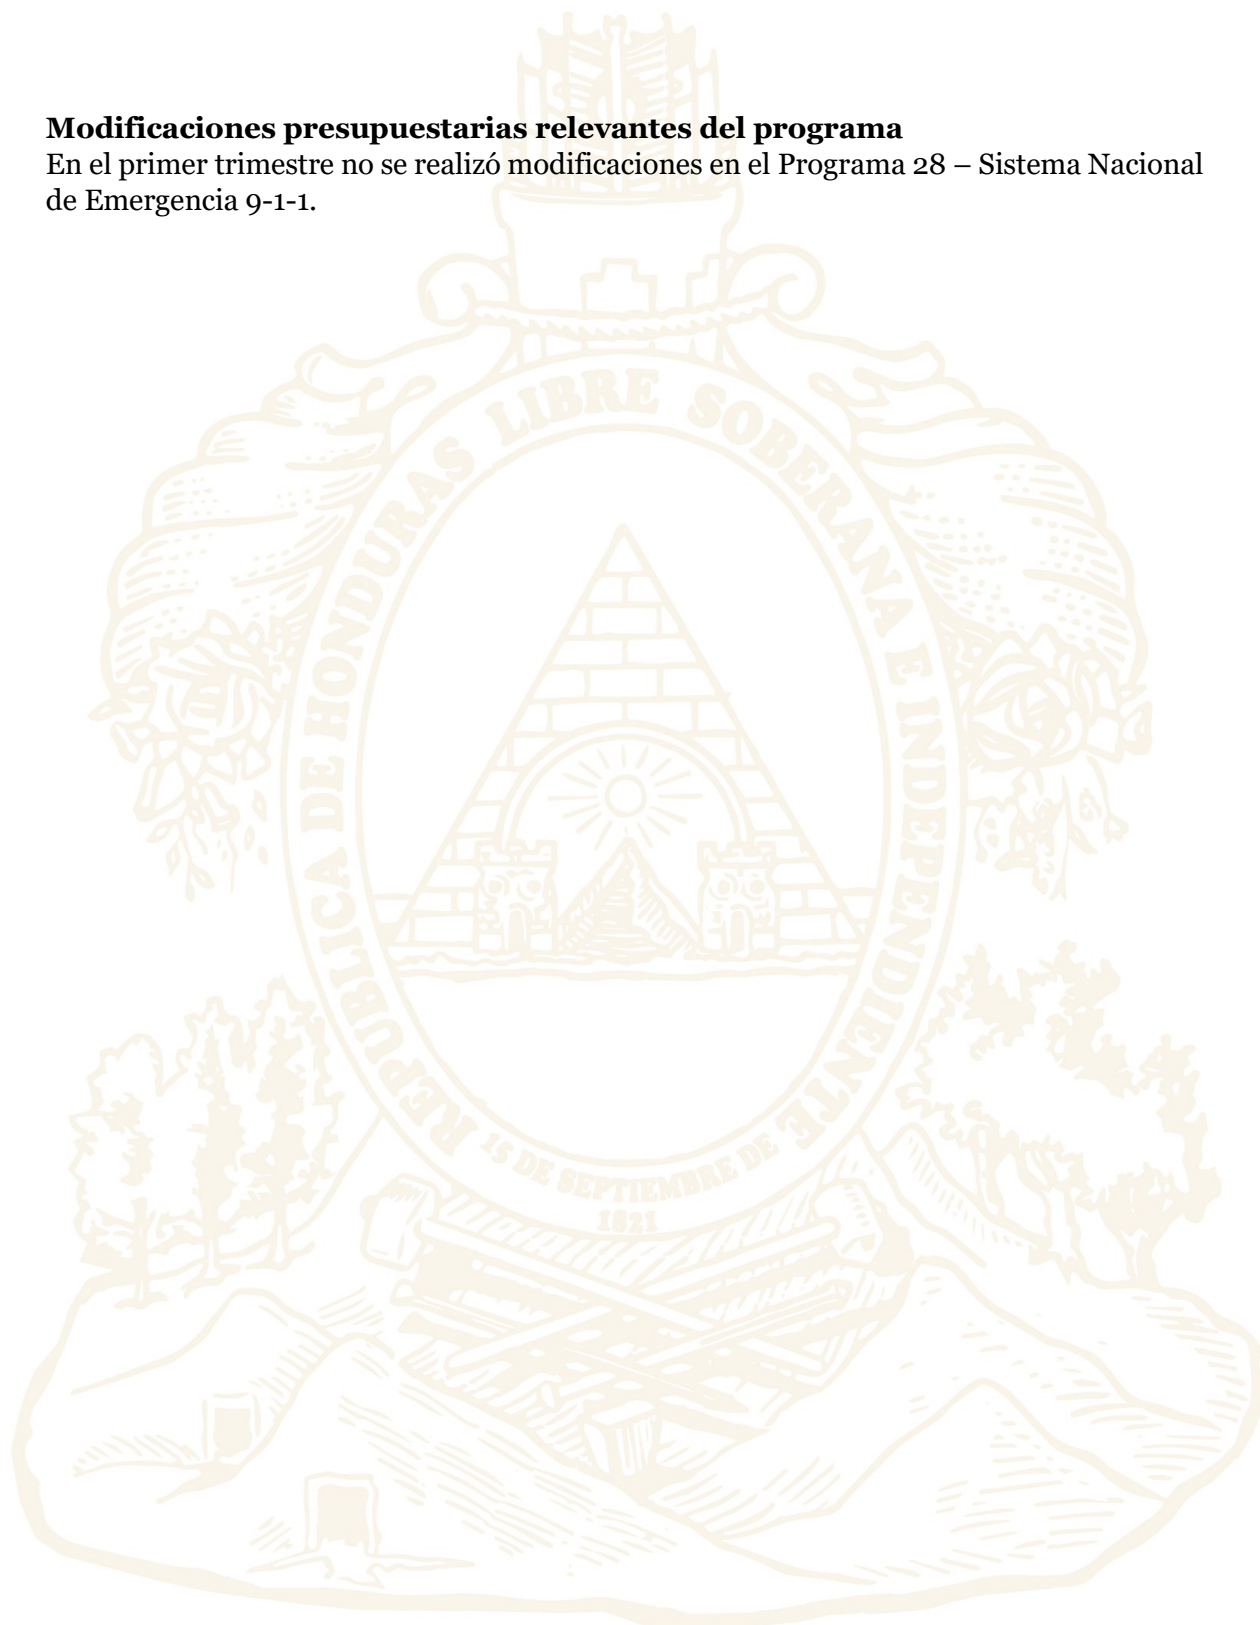 Modificaciones presupuestarias relevantes del programa
En el primer trimestre no se realizó modificaciones en el Programa 28 – Sistema Nacional
de Emergencia 9-1-1.
REPUBLICA DE HONDURAS LIBRE SOBERANA E INDEPENDIENTE
15 DE SEPTIEMBRE DE
1821